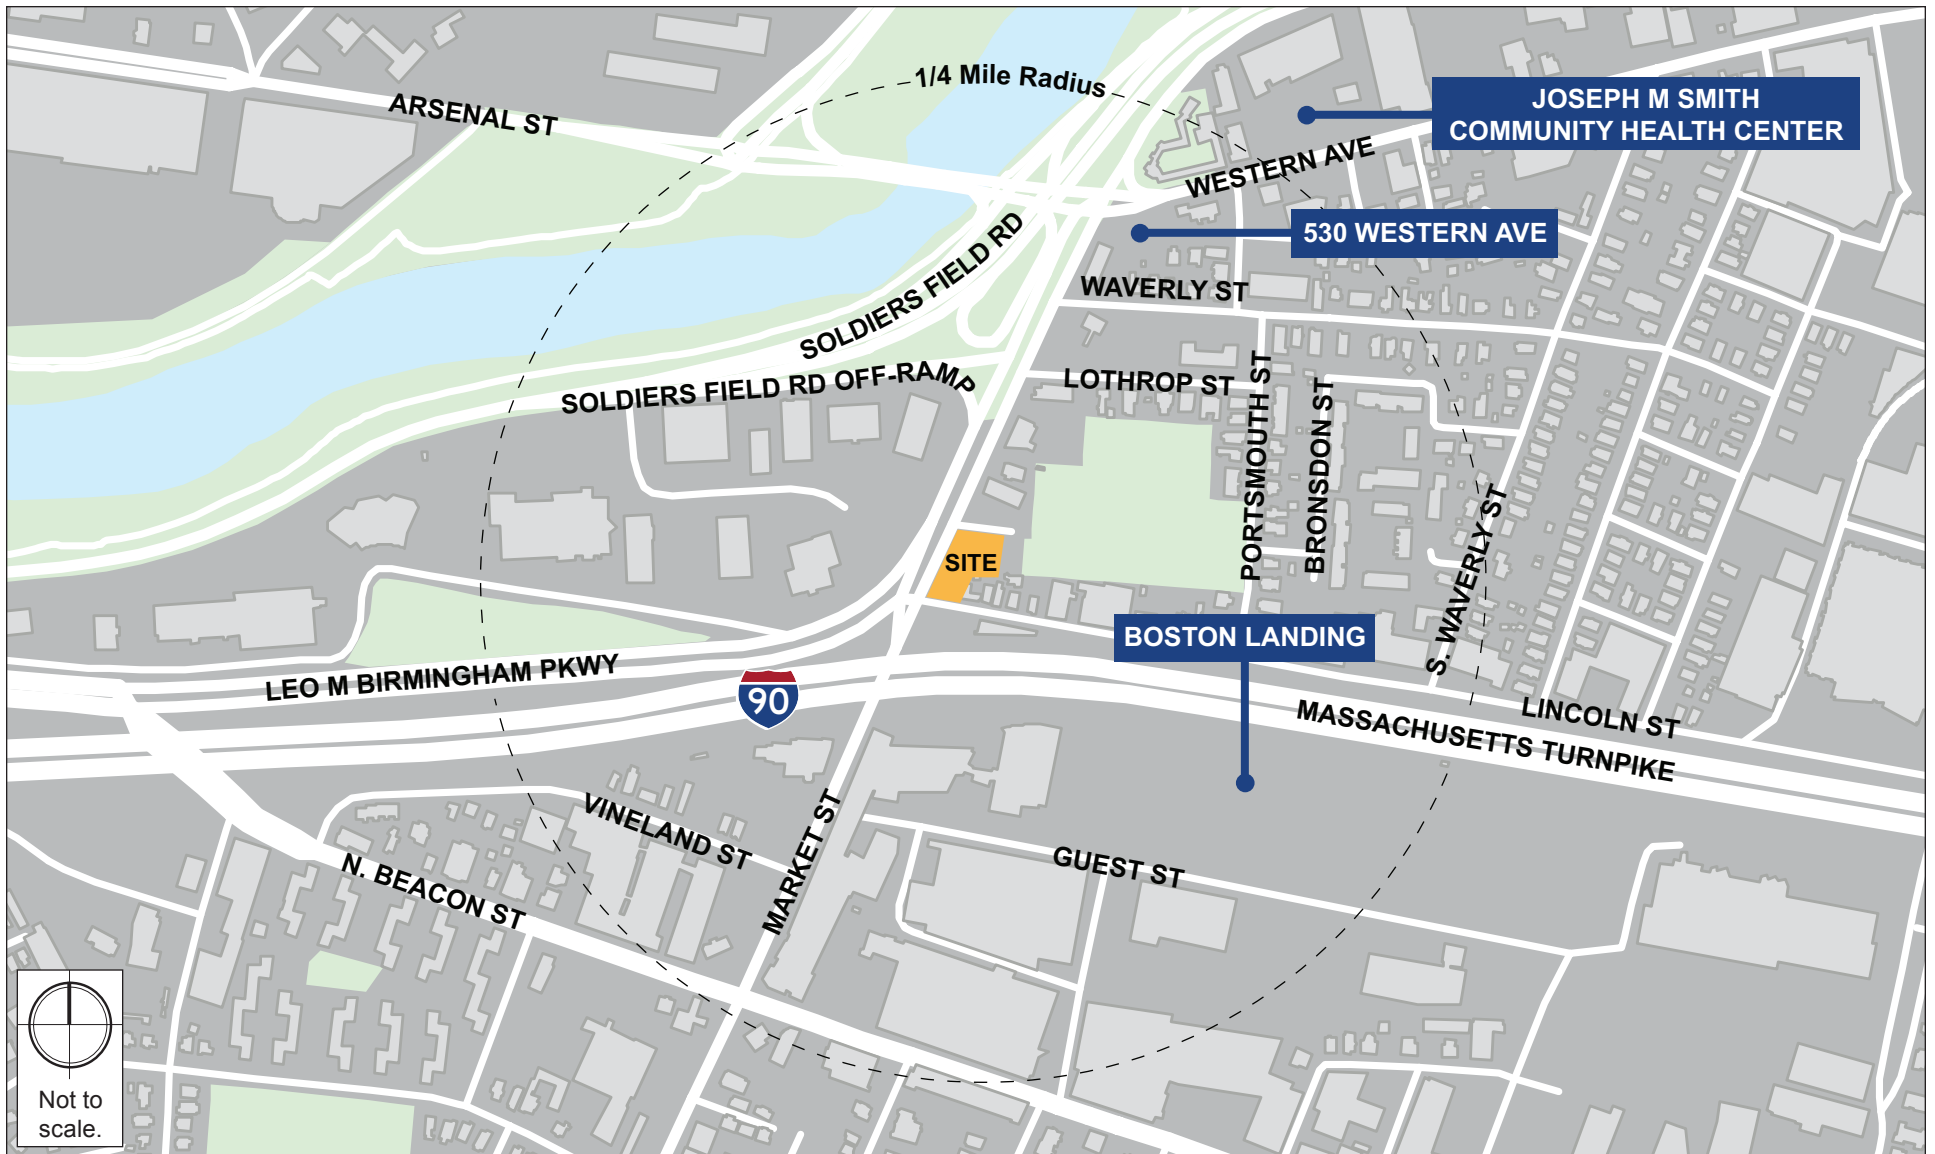 1/4 Mile Radius
ARSENAL ST
JOSEPH M SMITH
COMMUNITY HEALTH CENTER
WESTERN AVE
530 WESTERN AVE
SOLDIERS FIELD RD
WAVERLY ST
SOLDIERS FIELD RD OFF-RAMP
LOTHROP ST
PORTSMOUTH ST
BRONSDON ST
SITE
S. WAVERLY ST
BOSTON LANDING
LEO M BIRMINGHAM PKWY
90
LINCOLN ST
MASSACHUSETTS TURNPIKE
VINELAND ST
MARKET ST
GUEST ST
N. BEACON ST
Not to
scale.